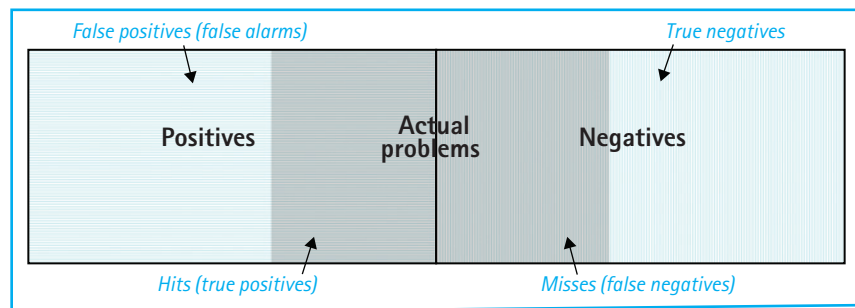 False positives (false alarms)
True negatives
Positives
Actual
problems
Negatives
Hits (true positives)
Misses (false negatives)